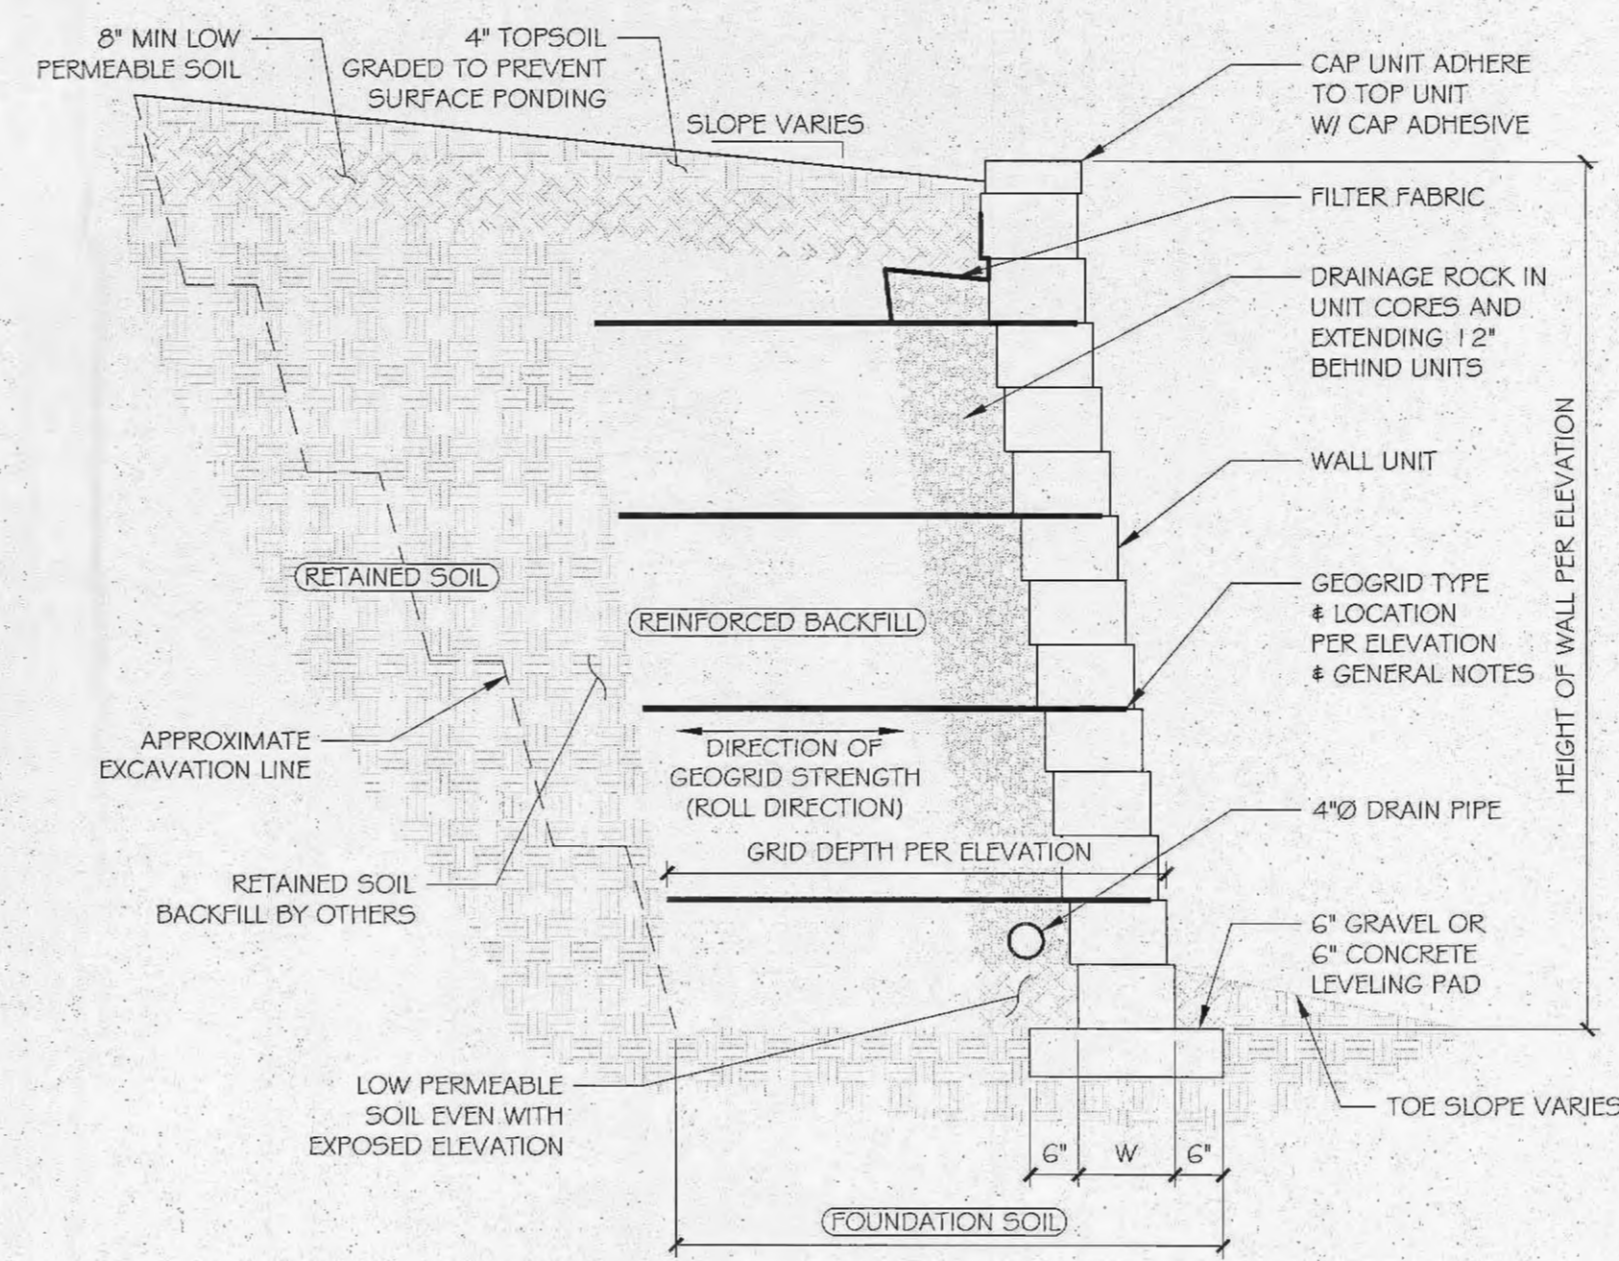 8" MIN LOW
PERMEABLE SOIL
4" TOPSOIL
GRADED TO PREVENT
SURFACE PONDING
SLOPE VARIES
CAP UNIT ADHERE
TO TOP UNIT
W/ CAP ADHESIVE
FILTER FABRIC
DRAINAGE ROCK IN
UNIT CORES AND
EXTENDING 12"
BEHIND UNITS
WALL UNIT
HEIGHT OF WALL PER ELEVATION
RETAINED SOIL
REINFORCED BACKFILL
GEOGRID TYPE
& LOCATION
PER ELEVATION
& GENERAL NOTES
APPROXIMATE
EXCAVATION LINE
DIRECTION OF
GEOGRID STRENGTH
(ROLL DIRECTION)
4"Ø DRAIN PIPE
GRID DEPTH PER ELEVATION
RETAINED SOIL
BACKFILL BY OTHERS
6" GRAVEL OR
6" CONCRETE
LEVELING PAD
LOW PERMEABLE
SOIL EVEN WITH
EXPOSED ELEVATION
TOE SLOPE VARIES
6" W 6"
FOUNDATION SOIL